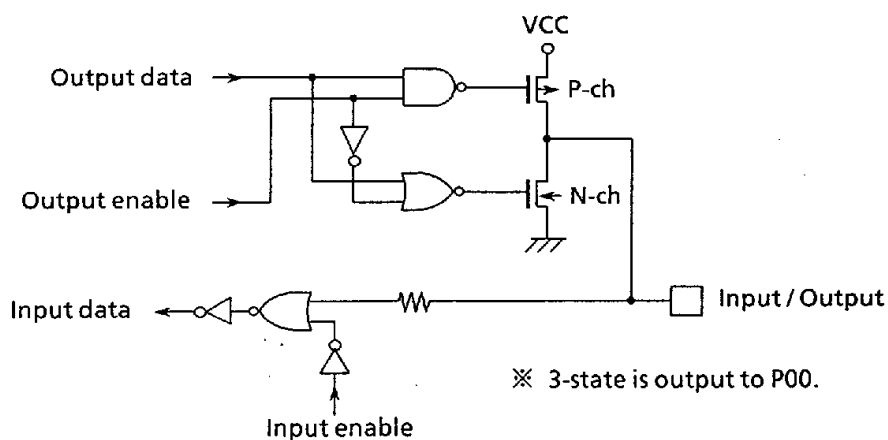 VCC
Output data
P-ch
Output enable
N-ch
Input data
Input / Output
※ 3-state is output to P00.
Input enable